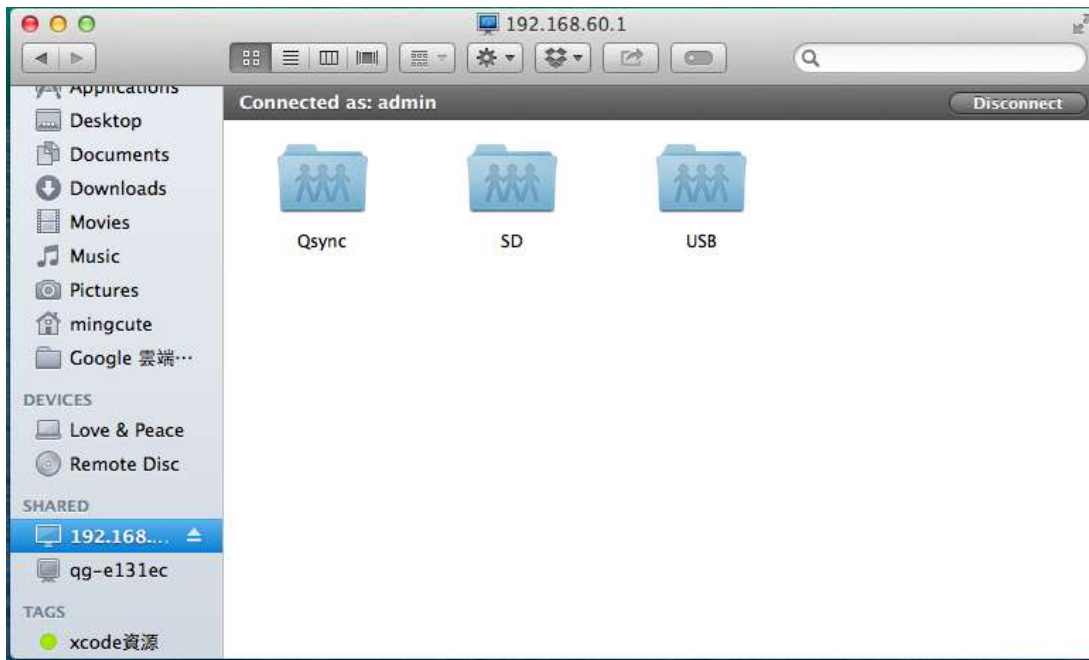 192.168.60.1
Applications
Connected as: admin
Disconnect
Desktop
Documents
Downloads
Movies
Music
Pictures
mingcute
Google 雲端…
DEVICES
Love & Peace
Remote Disc
SHARED
192.168.…
qg-e131ec
TAGS
xcode資源
Qsync
SD
USB